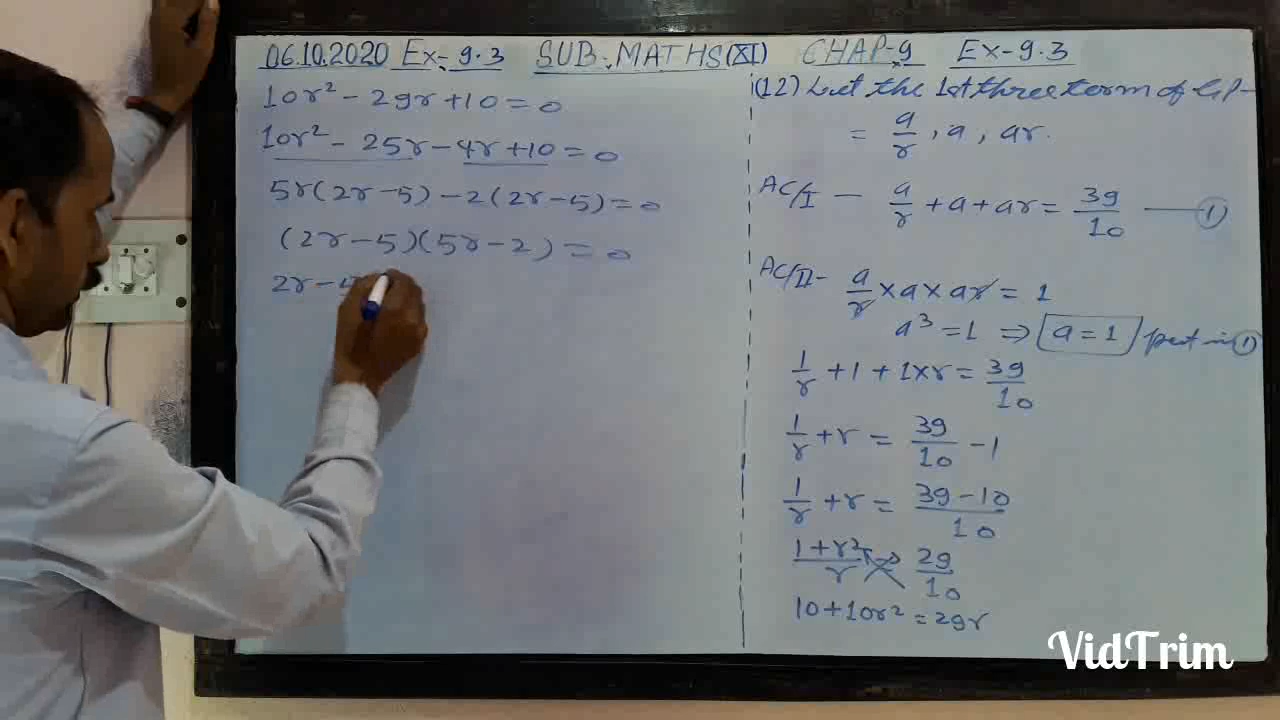 06.10.2020 Ex-9.3 SUB:MATHS(XI) CHAP-9 Ex-9.3
10r² - 29r + 10 = 0
10r² - 25r - 4r + 10 = 0
5r(2r-5) - 2(2r-5) = 0
(2r-5)(5r-2) = 0
2r -
(12) Let the 1st three term of G.P-
= a/r, a, ar.
AC/I - a/r + a + ar = 39/10 — ①
AC/II - a/r × a × ar = 1
a³ = 1 ⇒ a = 1 put in ①
1/r + 1 + 1×r = 39/10
1/r + r = 39/10 - 1
1/r + r = 39-10/10
1+r²/r = 29/10
10 + 10r² = 29r
VidTrim